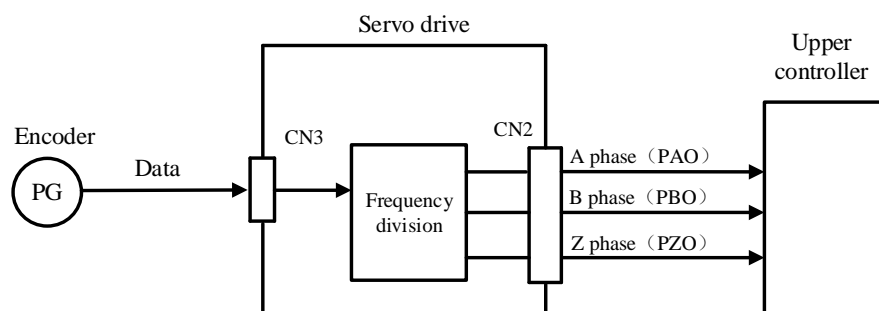 Servo drive
Upper
controller
Encoder
CN3
CN2
A phase（PAO）
Data
PG
Frequency
division
B phase（PBO）
Z phase（PZO）